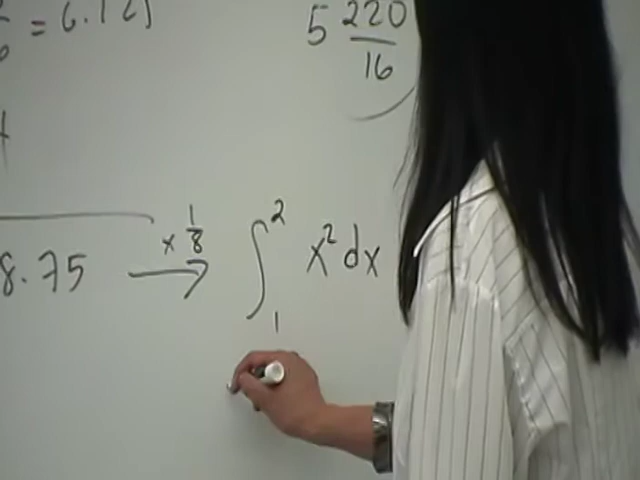 = 6.125
5 220/16
8.75 × 1/8 → ∫₁² x² dx